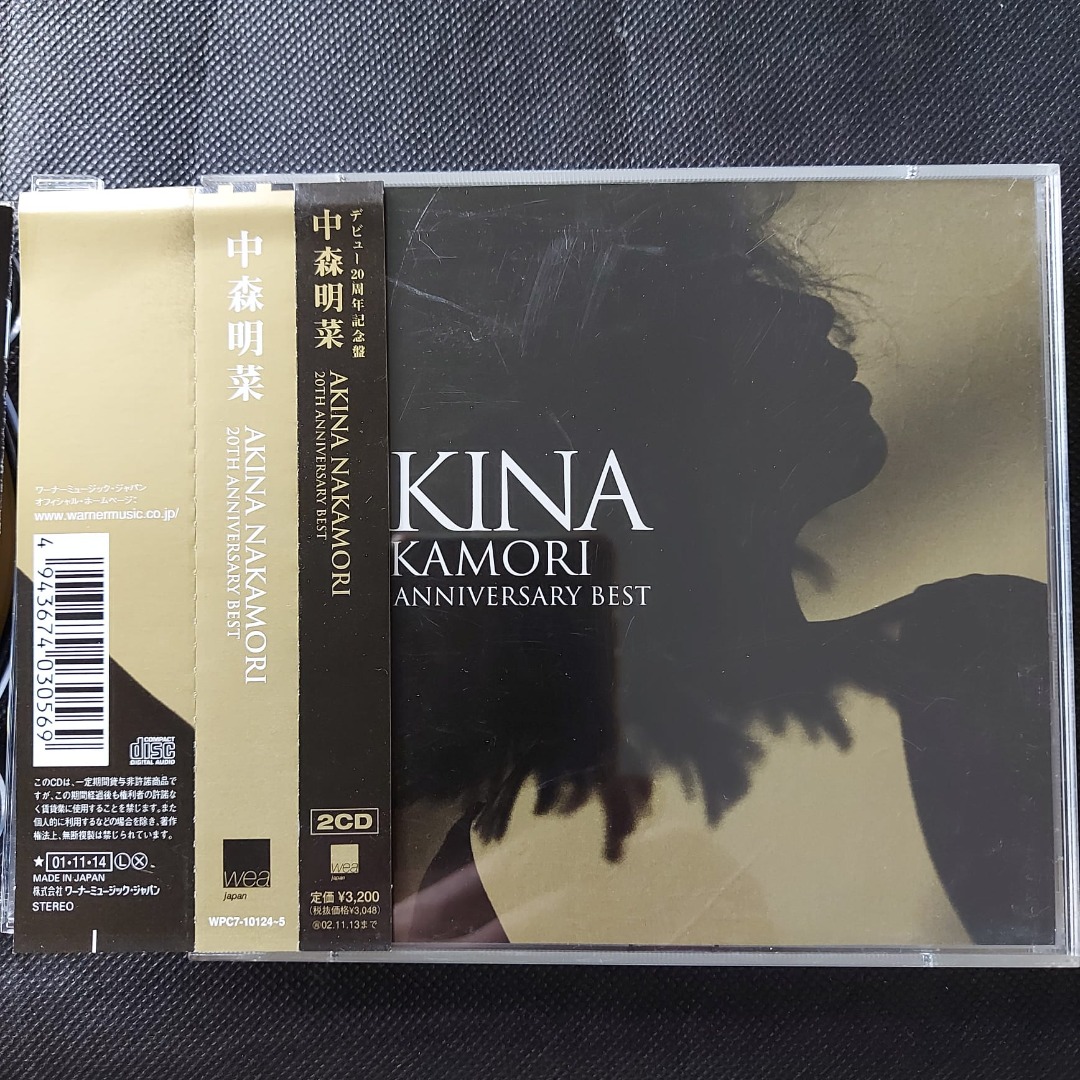 ワーナーミュージック・ジャパン
オフィシャル・ホームページ:
www.warnermusic.co.jp/
4 943674 030569
COMPACT
disc
DIGITAL AUDIO
このCDは、一定期間貸与非許諾商品で
すが、この期間経過後も権利者の許諾な
く賃貸業に使用することを禁じます。また
個人的に利用するなどの場合を除き、著作
権法上、無断複製は禁じられています。
★ 01・11・14 Ⓛ Ⓧ
MADE IN JAPAN
株式会社 ワーナーミュージック・ジャパン
STEREO
中森明菜
AKINA NAKAMORI
20TH ANNIVERSARY BEST
wea
japan
WPC7-10124~5
デビュー20周年記念盤
中森明菜
AKINA NAKAMORI
20TH ANNIVERSARY BEST
2CD
wea
japan
定価 ¥3,200
(税抜価格¥3,048)
02.11.13まで
KINA
KAMORI
ANNIVERSARY BEST